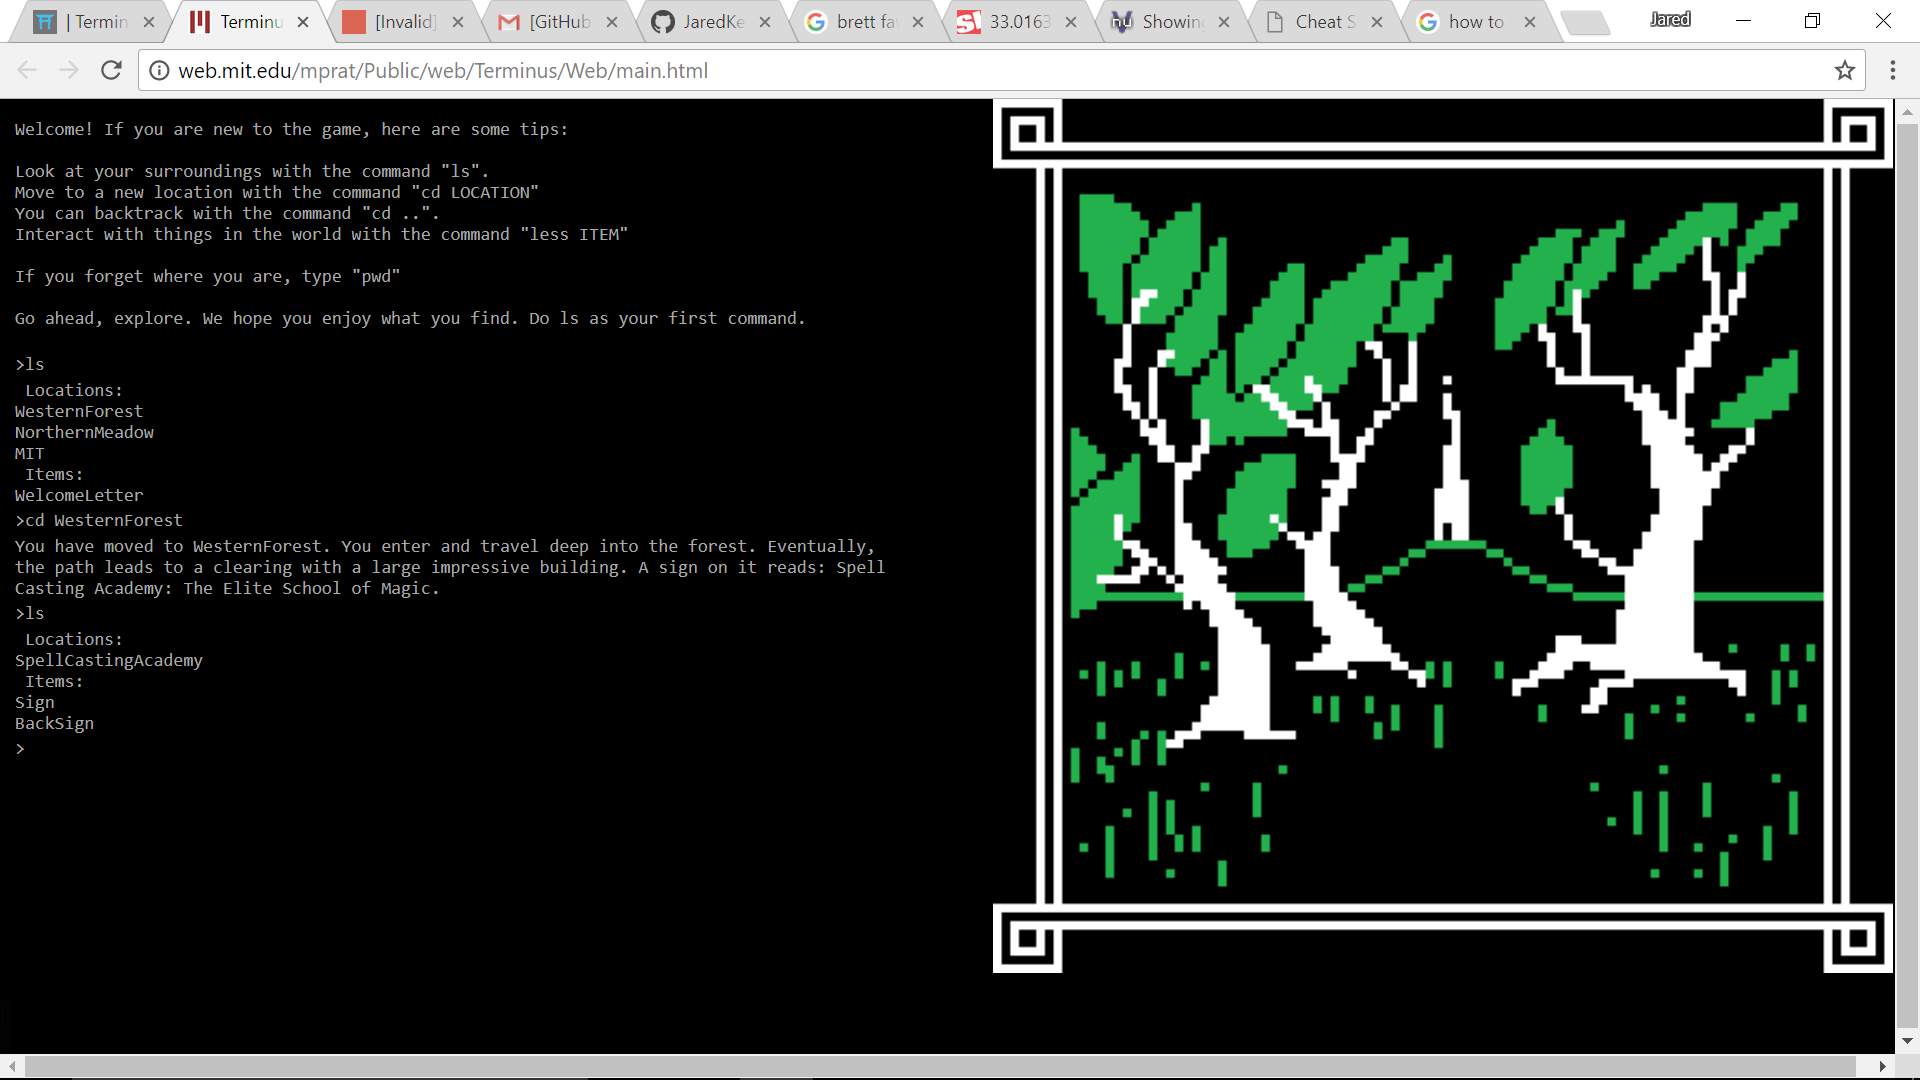 | Termin
Terminu
[Invalid]
[GitHub
JaredKe
brett fav
33.0163
Showing
Cheat S
how to
Jared
web.mit.edu/mprat/Public/web/Terminus/Web/main.html
Welcome! If you are new to the game, here are some tips:
Look at your surroundings with the command "ls".
Move to a new location with the command "cd LOCATION"
You can backtrack with the command "cd ..".
Interact with things in the world with the command "less ITEM"
If you forget where you are, type "pwd"
Go ahead, explore. We hope you enjoy what you find. Do ls as your first command.
>ls
Locations:
WesternForest
NorthernMeadow
MIT
Items:
WelcomeLetter
>cd WesternForest
You have moved to WesternForest. You enter and travel deep into the forest. Eventually,
the path leads to a clearing with a large impressive building. A sign on it reads: Spell
Casting Academy: The Elite School of Magic.
>ls
Locations:
SpellCastingAcademy
Items:
Sign
BackSign
>